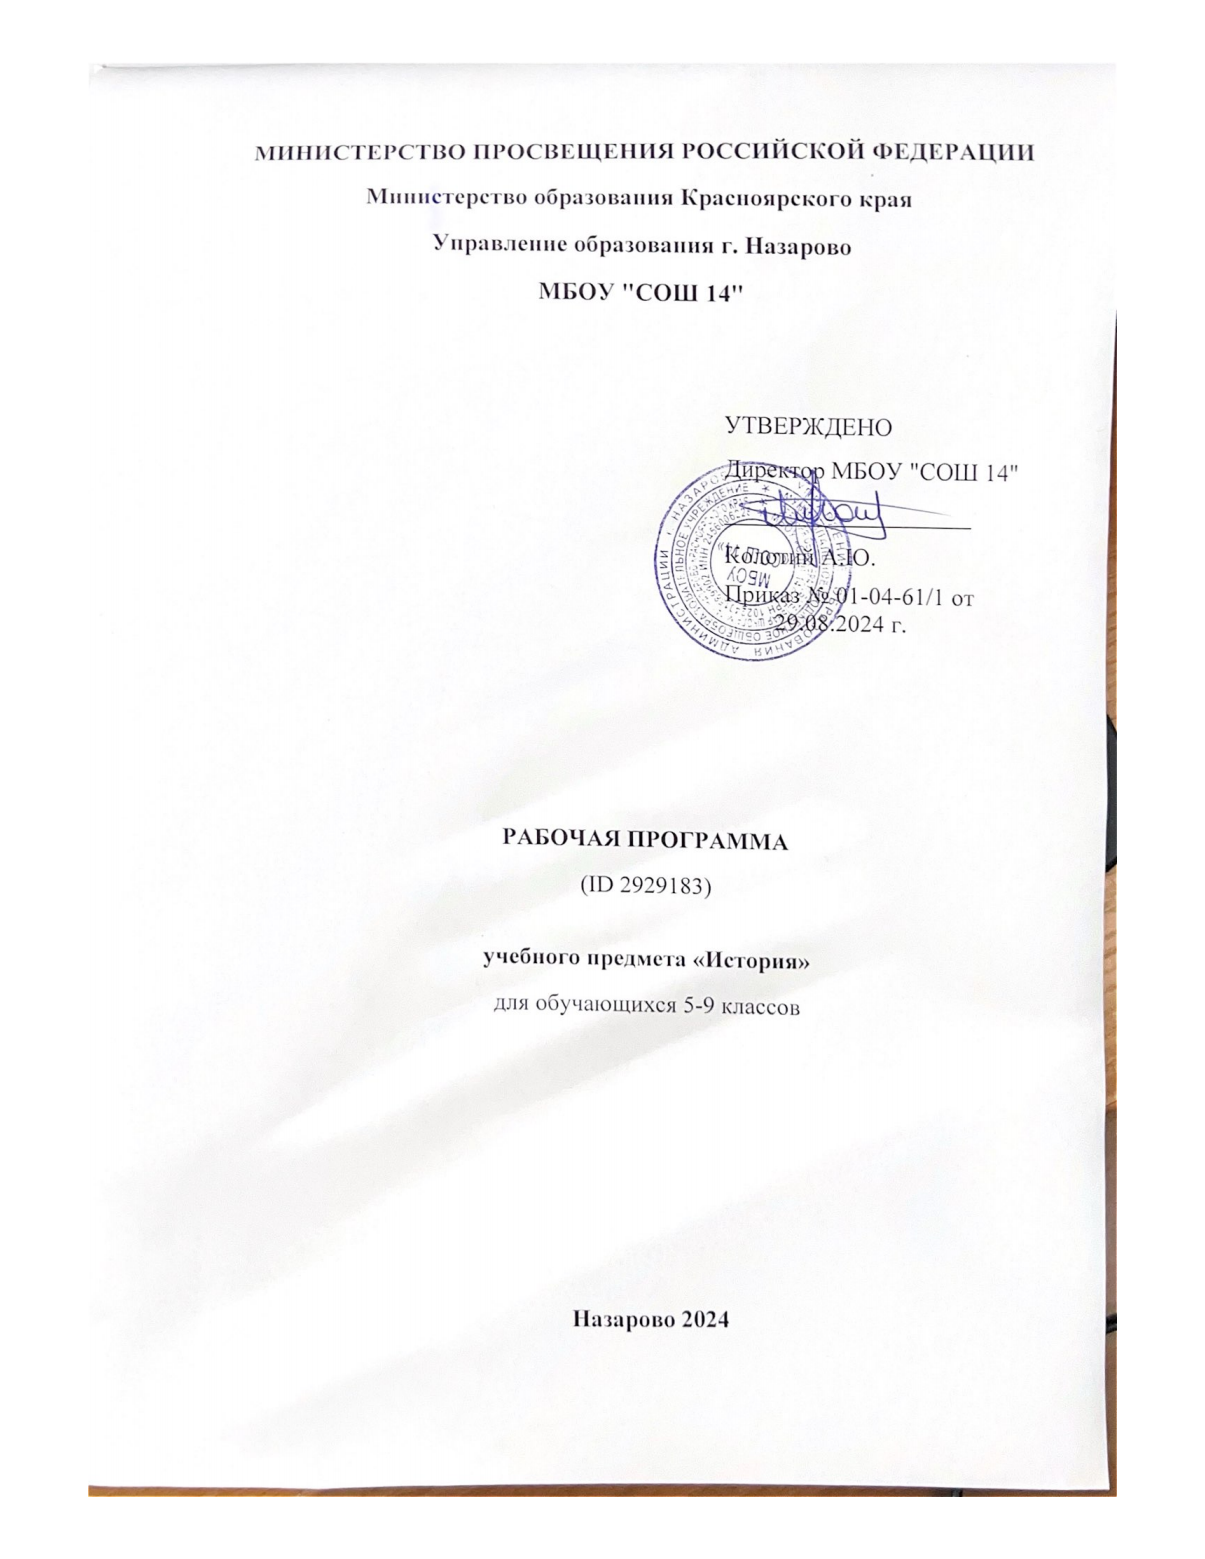 МИНИСТЕРСТВО ПРОСВЕЩЕНИЯ РОССИЙСКОЙ ФЕДЕРАЦИИ
Министерство образования Красноярского края
Управление образования г. Назарово
МБОУ "СОШ 14"
УТВЕРЖДЕНО
Директор МБОУ "СОШ 14"
Колотий А.Ю.
Приказ № 01-04-61/1 от
29.08.2024 г.
РАБОЧАЯ ПРОГРАММА
(ID 2929183)
учебного предмета «История»
для обучающихся 5-9 классов
Назарово 2024